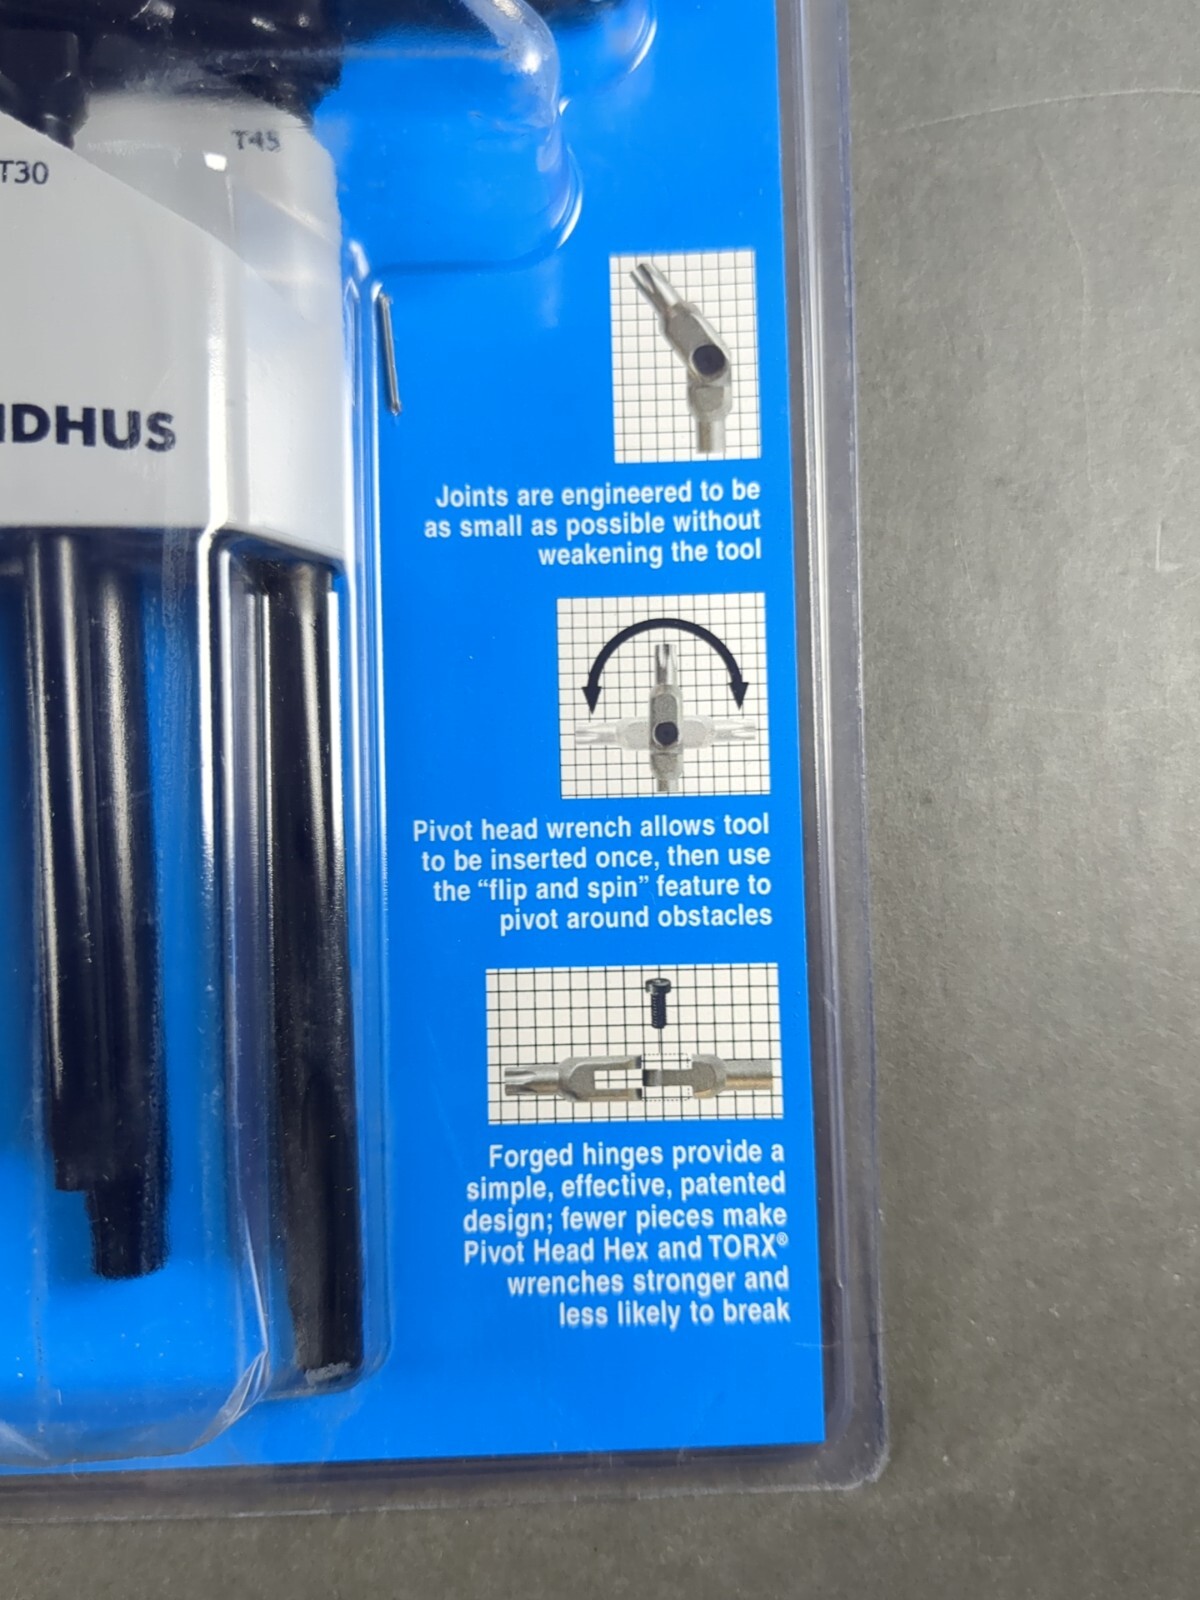 T45
T30
NDHUS
Joints are engineered to be
as small as possible without
weakening the tool
Pivot head wrench allows tool
to be inserted once, then use
the “flip and spin” feature to
pivot around obstacles
Forged hinges provide a
simple, effective, patented
design; fewer pieces make
Pivot Head Hex and TORX®
wrenches stronger and
less likely to break